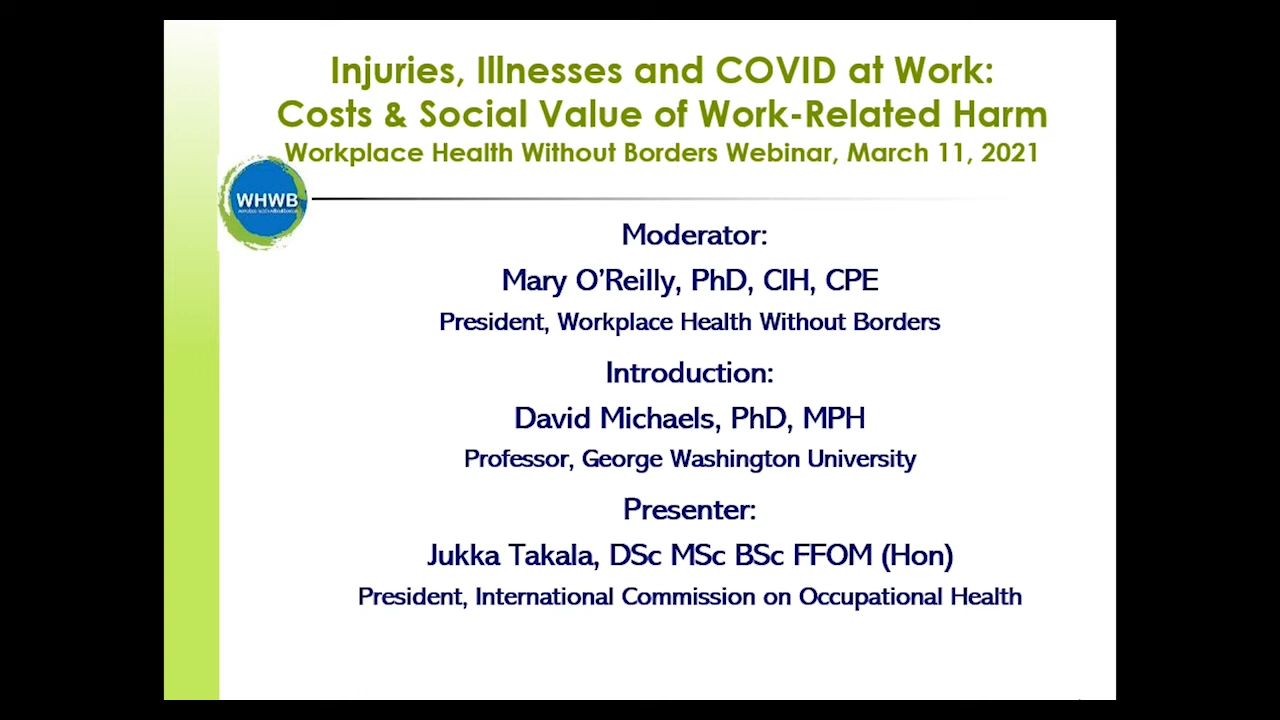 Injuries, Illnesses and COVID at Work:
Costs & Social Value of Work-Related Harm
Workplace Health Without Borders Webinar, March 11, 2021
WHWB
Moderator:
Mary O'Reilly, PhD, CIH, CPE
President, Workplace Health Without Borders
Introduction:
David Michaels, PhD, MPH
Professor, George Washington University
Presenter:
Jukka Takala, DSc MSc BSc FFOM (Hon)
President, International Commission on Occupational Health